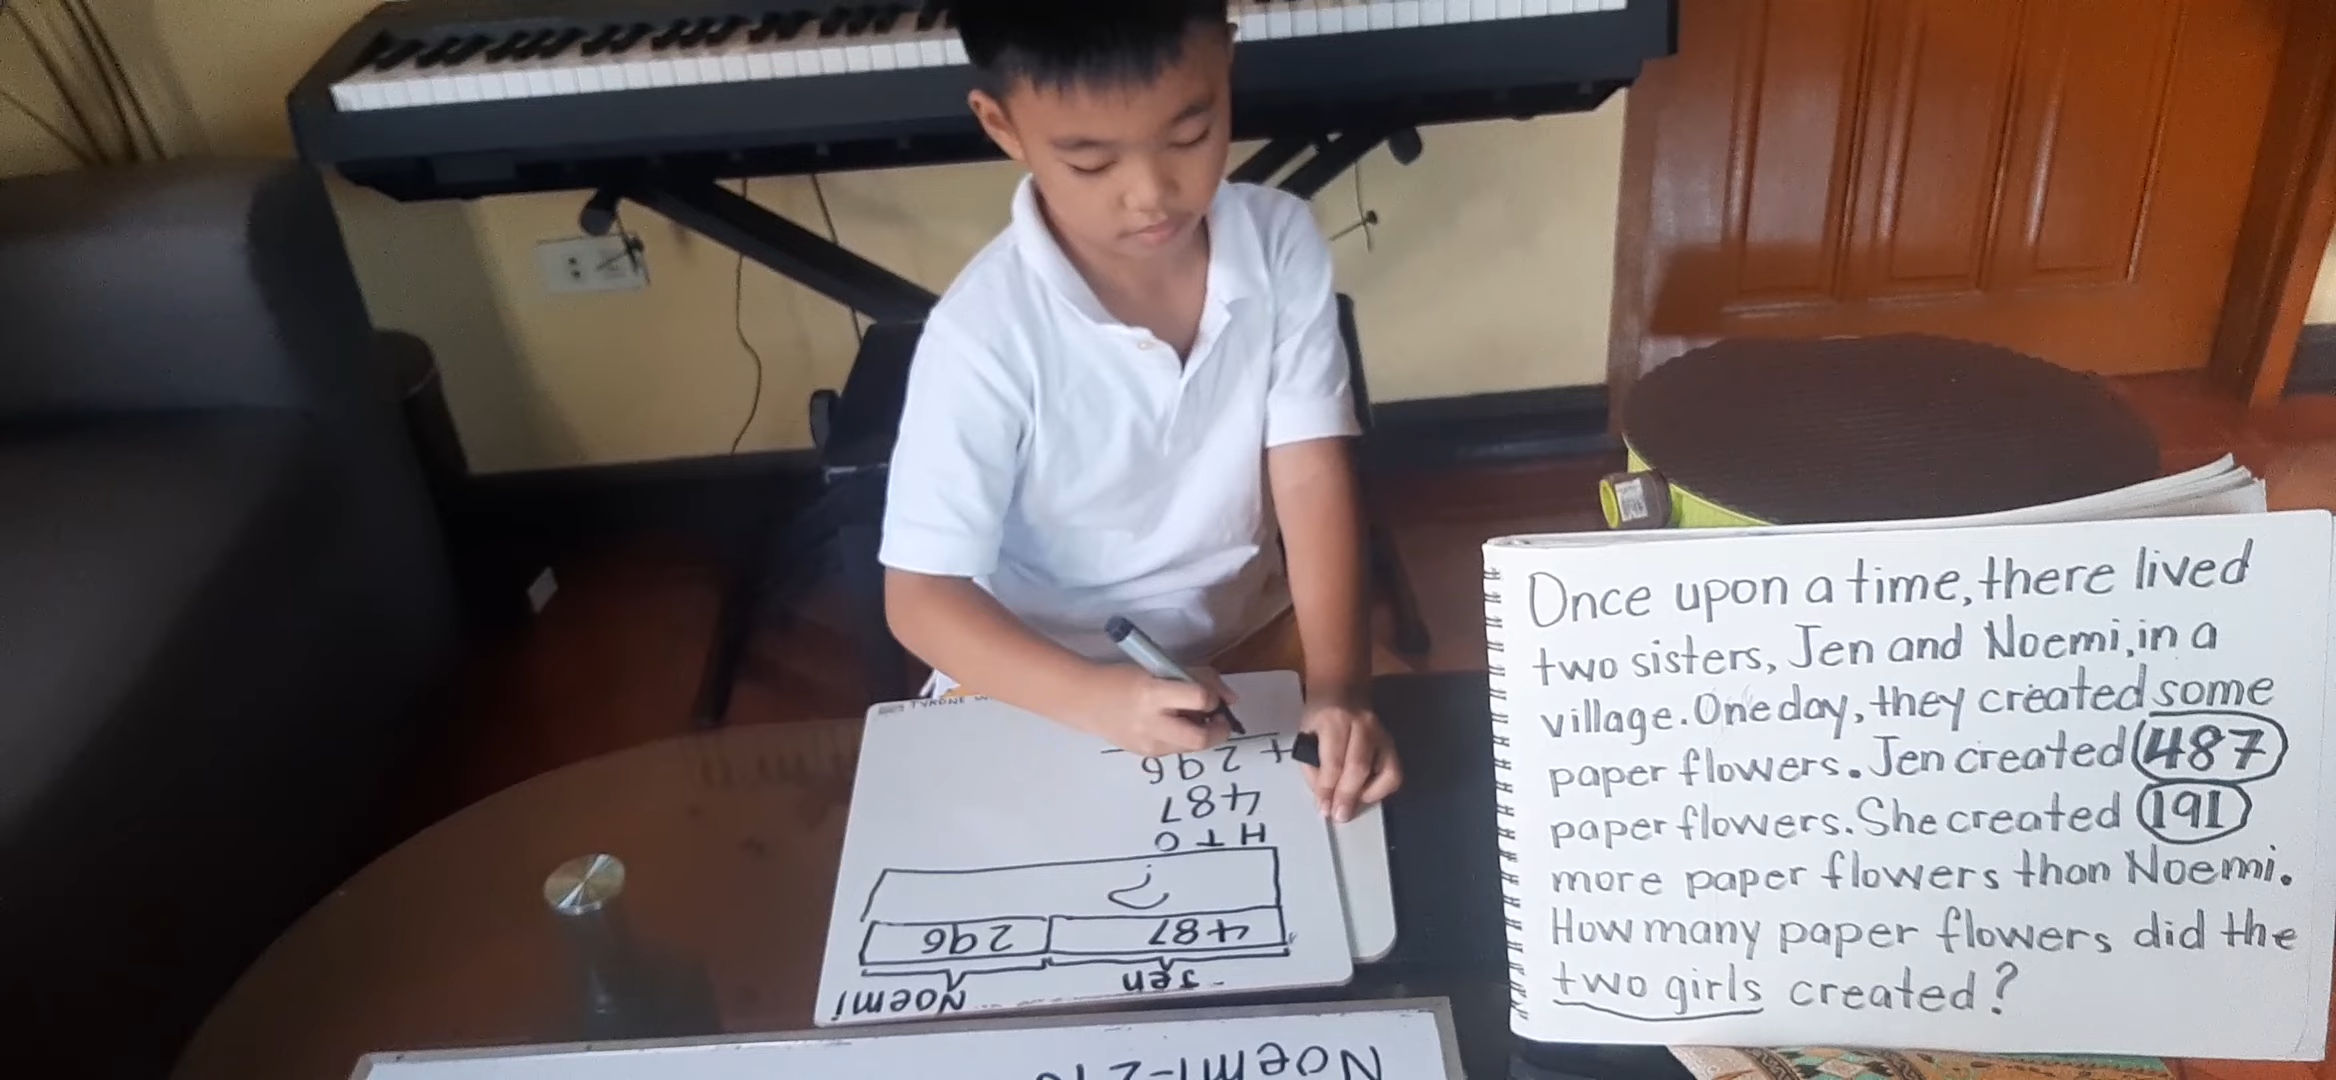 Once upon a time, there lived
two sisters, Jen and Noemi, in a
village. One day, they created some
paper flowers. Jen created 487
paper flowers. She created 191
more paper flowers than Noemi.
How many paper flowers did the
two girls created?
TYRONE
Jen Noemi
487 296
?
H T O
487
+ 296
Noemi-2